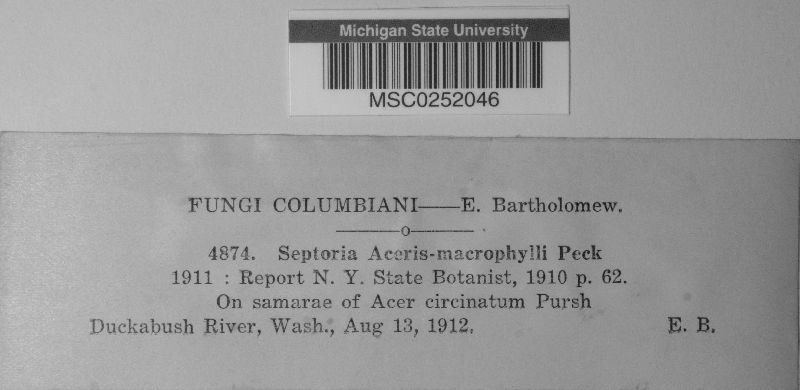 Michigan State University
MSC0252046
FUNGI COLUMBIANI——E. Bartholomew.
4874. Septoria Aceris-macrophylli Peck
1911 : Report N. Y. State Botanist, 1910 p. 62.
On samarae of Acer circinatum Pursh
Duckabush River, Wash., Aug 13, 1912. E. B.